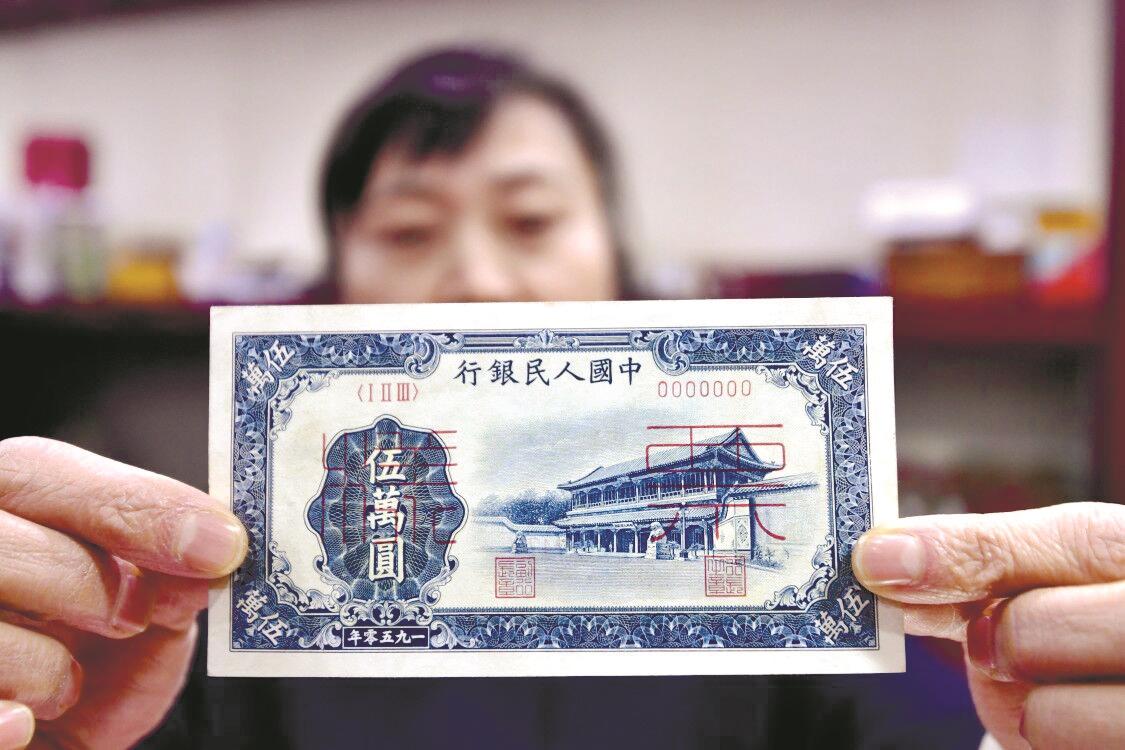 伍萬
伍萬
中國人民銀行
〈I II III〉
0000000
伍萬圓
伍萬
伍萬
一九五零年